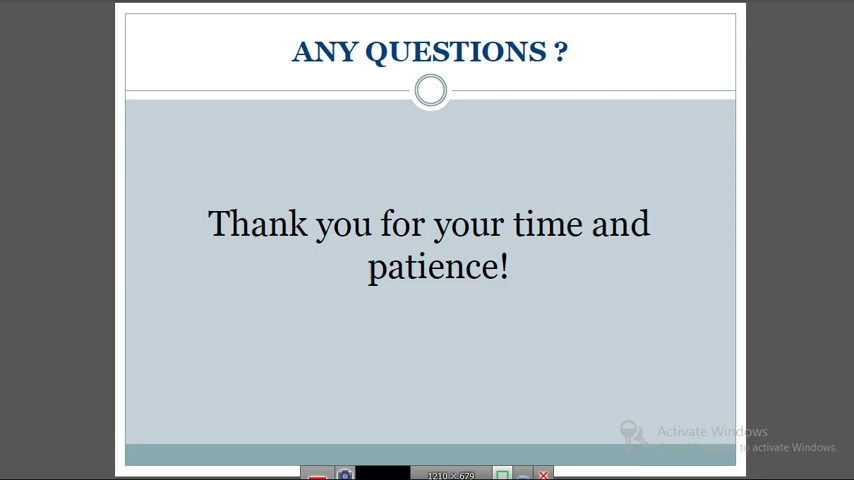 ANY QUESTIONS ?
Thank you for your time and
patience!
Activate Windows
to activate Windows.
1210 × 679